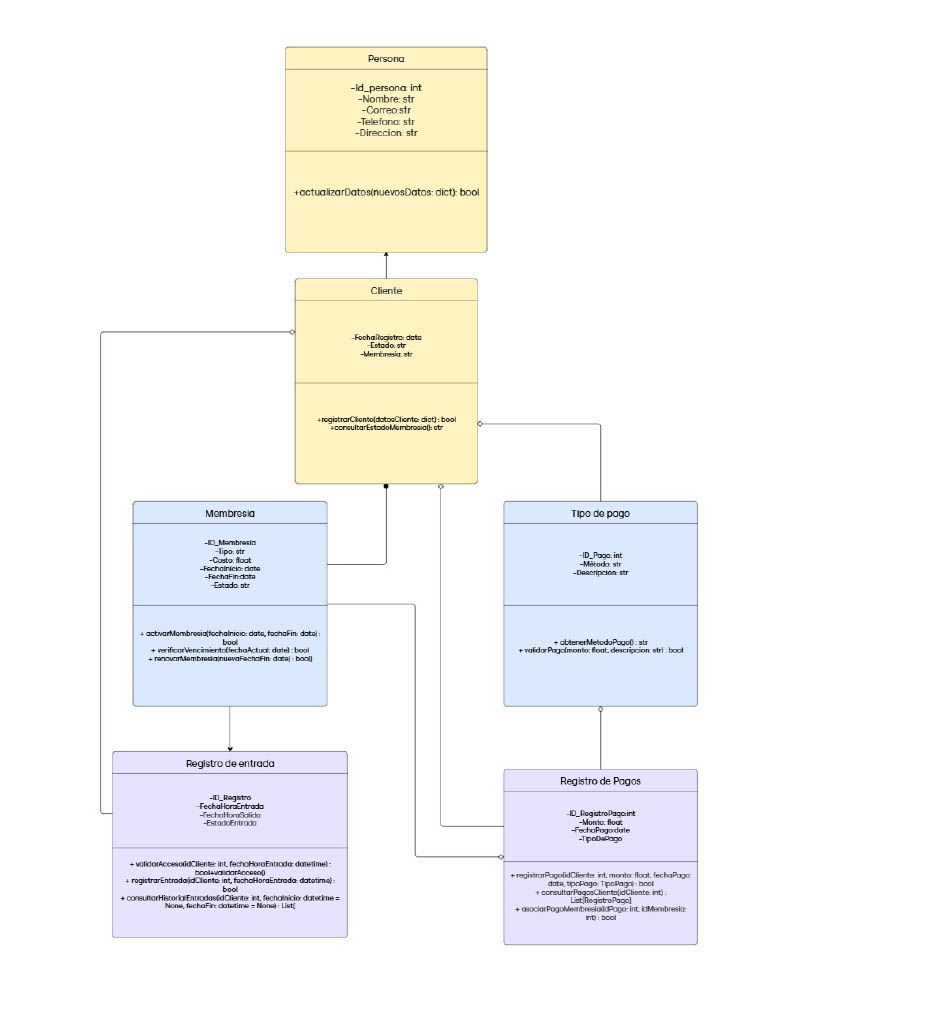 Persona
-Id_persona: int
-Nombre: str
-Correo:str
-Telefono: str
-Direccion: str
+actualizarDatos(nuevosDatos: dict): bool
Cliente
-FechaRegistro: date
-Estado: str
-Membresia: str
+registrarCliente(datosCliente: dict) : bool
+consultarEstadoMembresia(): str
Membresia
-ID_Membresía
-Tipo: str
-Costo: float
-FechaInicio: date
-FechaFin:date
-Estado: str
+ activarMembresia(fechaInicio: date, fechaFin: date) :
bool
+ verificarVencimiento(fechaActual: date) : bool
+ renovarMembresia(nuevaFechaFin: date) : bool)
Tipo de pago
-ID_Pago: int
-Método: str
-Descripción: str
+ obtenerMetodoPago() : str
+ validarPago(monto: float, descripcion: str) : bool
Registro de entrada
-ID_Registro
-FechaHoraEntrada
-FechaHoraSalida
-EstadoEntrada
+ validarAcceso(idCliente: int, fechaHoraEntrada: datetime) :
bool+validarAcceso()
+ registrarEntrada(idCliente: int, fechaHoraEntrada: datetime) :
bool
+ consultarHistorialEntradas(idCliente: int, fechaInicio: datetime =
None, fechaFin: datetime = None) : List[
Registro de Pagos
-ID_RegistroPago:int
-Monto: float
-FechaPago:date
-TipoDePago
+ registrarPago(idCliente: int, monto: float, fechaPago:
date, tipoPago: TipoPago) : bool
+ consultarPagosCliente(idCliente: int) :
List[RegistroPago]
+ asociarPagoMembresia(idPago: int, idMembresia:
int) : bool